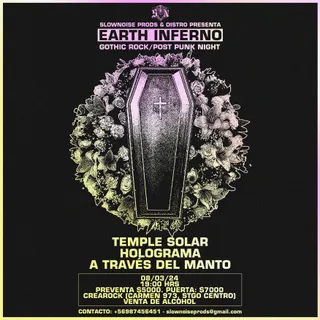 SLOWNOISE PRODS & DISTRO PRESENTA
EARTH INFERNO
GOTHIC ROCK/POST PUNK NIGHT
TEMPLE SOLAR
HOLOGRAMA
A TRAVÉS DEL MANTO
08/03/24
19:00 HRS
PREVENTA $5000. PUERTA: $7000
CREAROCK (CARMEN 973, STGO CENTRO)
VENTA DE ALCOHOL
CONTACTO: +56987456451 - slownoiseprods@gmail.com